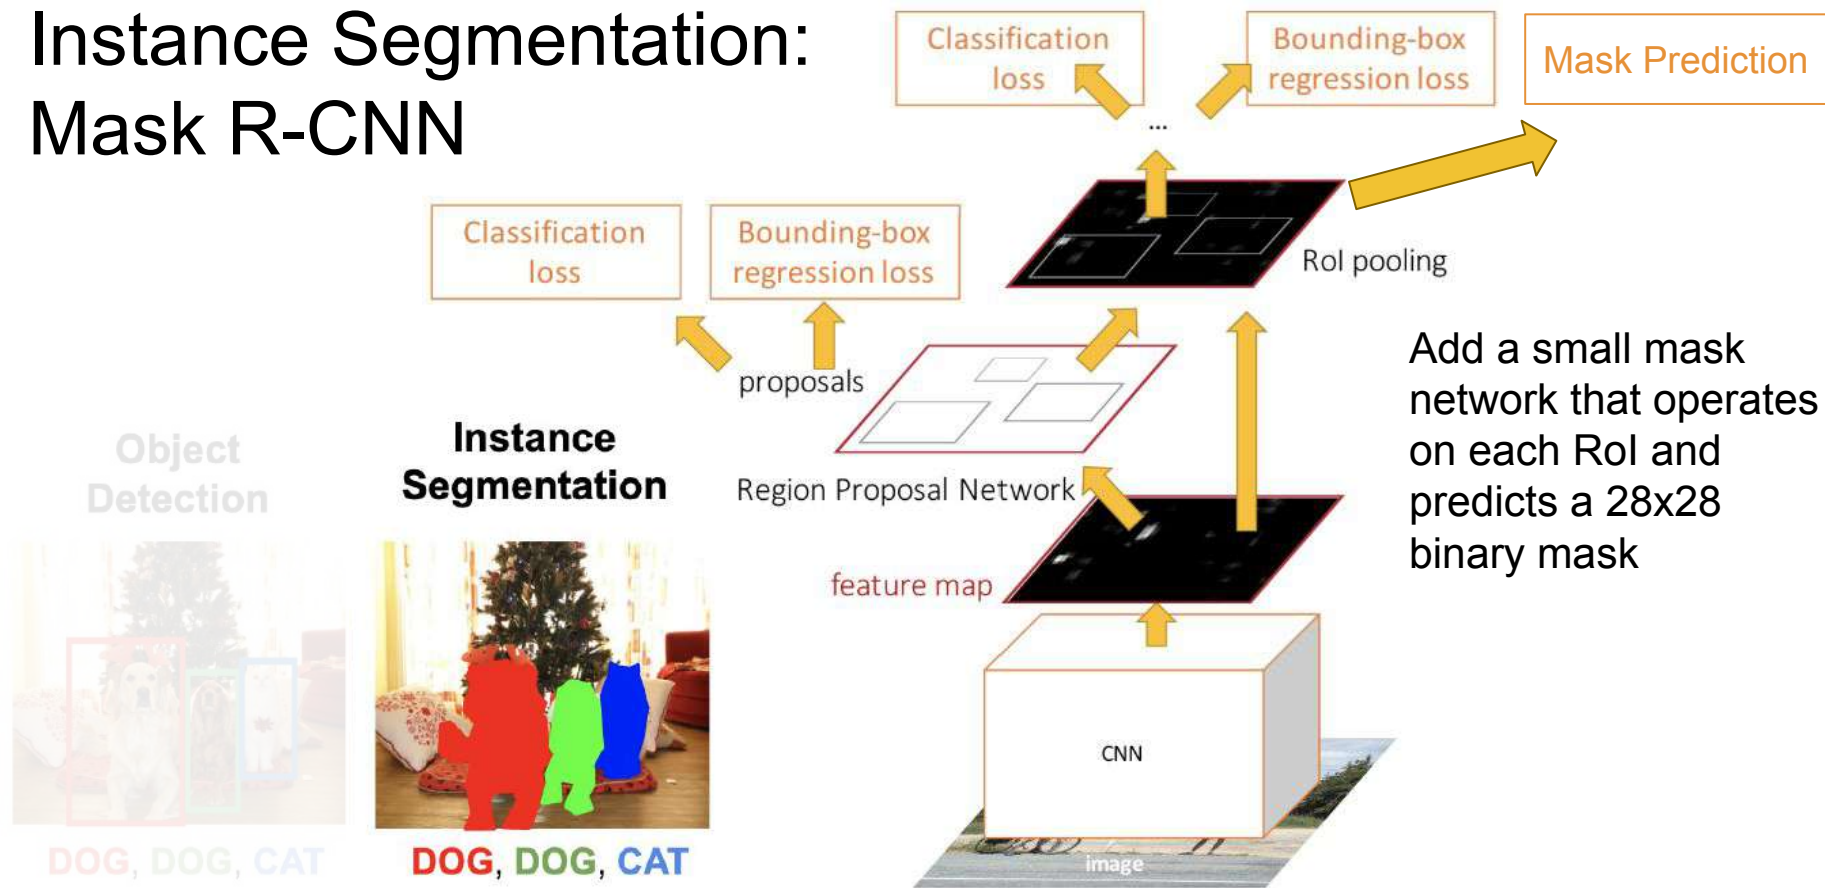 Instance Segmentation:
Mask R-CNN
Classification
loss
Bounding-box
regression loss
Mask Prediction
...
Classification
loss
Bounding-box
regression loss
RoI pooling
proposals
Region Proposal Network
feature map
CNN
image
Add a small mask
network that operates
on each RoI and
predicts a 28x28
binary mask
Object
Detection
DOG, DOG, CAT
Instance
Segmentation
DOG, DOG, CAT